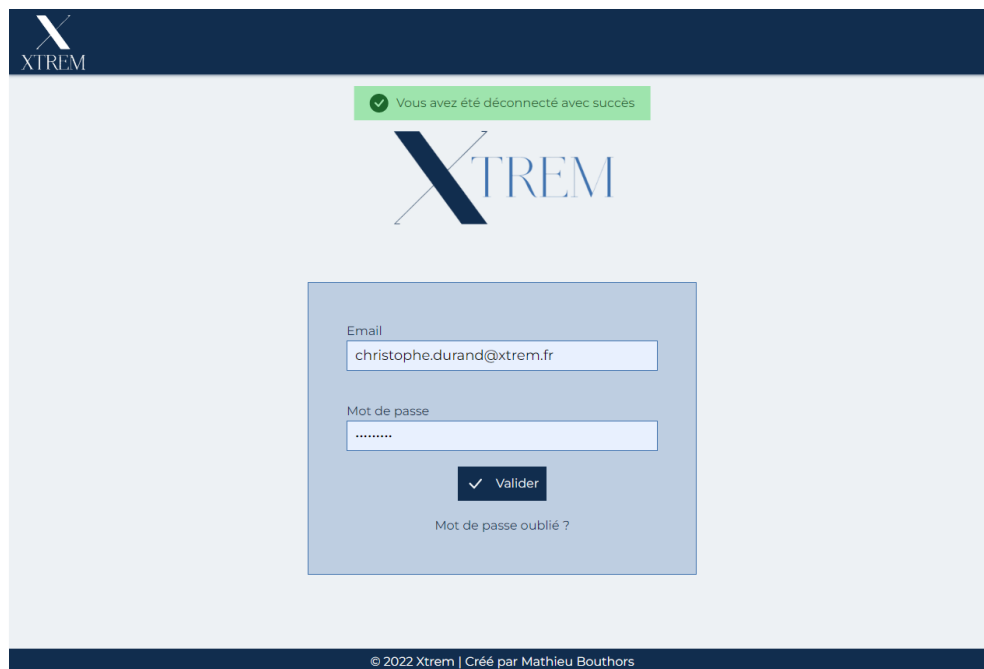 XTREM
Vous avez été déconnecté avec succès
XTREM
Email
christophe.durand@xtrem.fr
Mot de passe
•••••••••
Valider
Mot de passe oublié ?
© 2022 Xtrem | Créé par Mathieu Bouthors